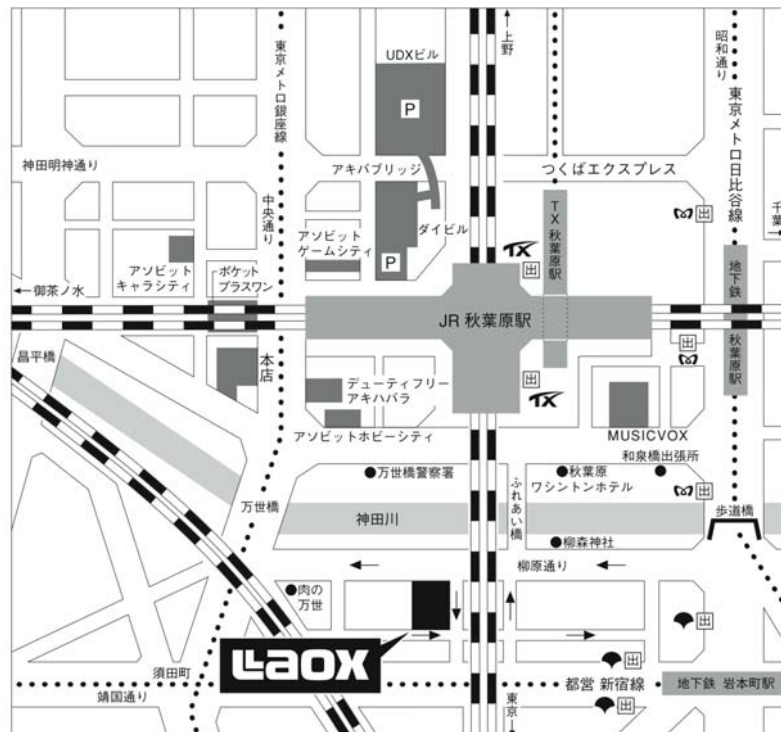 UDXビル
P
上野
昭和通り
東京メトロ銀座線
東京メトロ日比谷線
神田明神通り
アキバブリッジ
つくばエクスプレス
中央通り
TX秋葉原駅
出
千葉
ダイビル
アソビット
ゲームシティ
TX
出
P
アソビット
キャラシティ
ポケット
プラスワン
御茶ノ水
JR 秋葉原駅
地下鉄 秋葉原駅
昌平橋
本店
出
デューティフリー
アキハバラ
出
TX
アソビットホビーシティ
MUSICVOX
和泉橋出張所
万世橋警察署
秋葉原
ワシントンホテル
出
万世橋
神田川
ふれあい橋
歩道橋
柳森神社
柳原通り
肉の
万世
出
LaOX
須田町
出
都営 新宿線
地下鉄 岩本町駅
靖国通り
出
東京